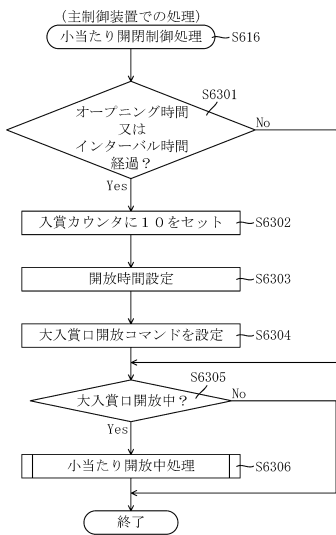 (主制御装置での処理)
小当たり開閉制御処理
S616
S6301
オープニング時間
又は
インターバル時間
経過？
No
Yes
入賞カウンタに１０をセット
S6302
開放時間設定
S6303
大入賞口開放コマンドを設定
S6304
S6305
大入賞口開放中？
No
Yes
小当たり開放中処理
S6306
終了